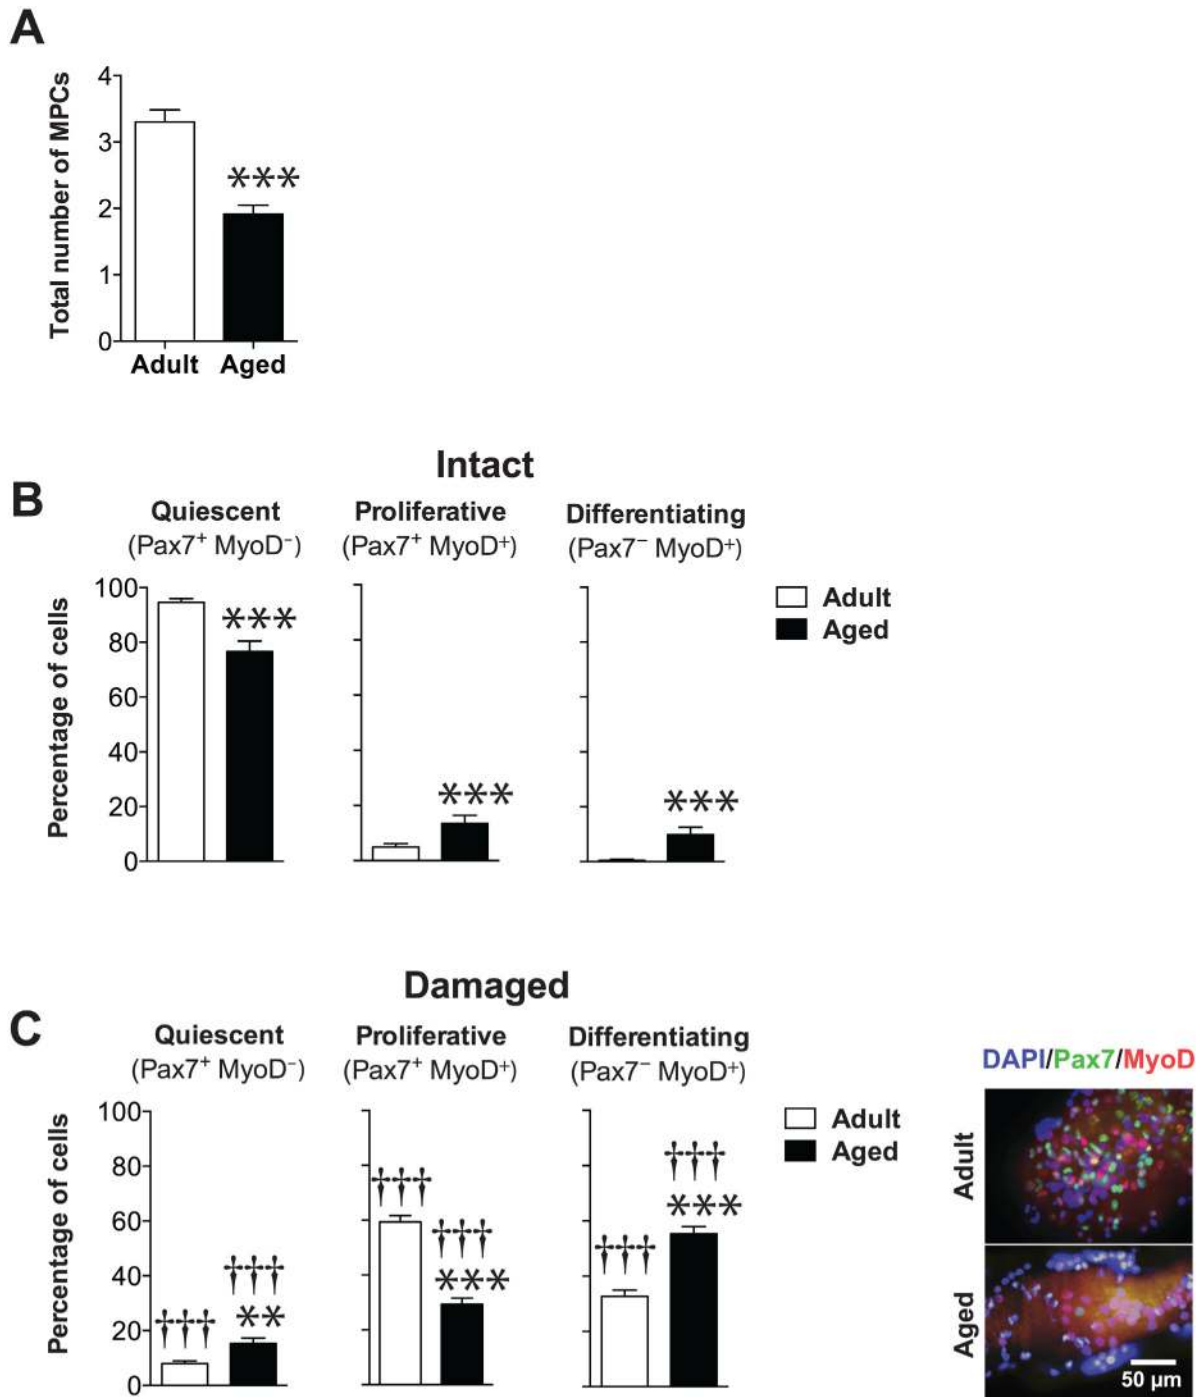 A
Total number of MPCs
4
3
2
1
0
***
Adult Aged
Intact
B
Quiescent
(Pax7⁺ MyoD⁻)
Proliferative
(Pax7⁺ MyoD⁺)
Differentiating
(Pax7⁻ MyoD⁺)
Percentage of cells
100
80
60
40
20
0
***
***
***
Adult
Aged
Damaged
C
Quiescent
(Pax7⁺ MyoD⁻)
Proliferative
(Pax7⁺ MyoD⁺)
Differentiating
(Pax7⁻ MyoD⁺)
Percentage of cells
100
80
60
40
20
0
†††
†††
**
†††
†††
***
†††
†††
***
Adult
Aged
DAPI/Pax7/MyoD
Adult
Aged
50 µm